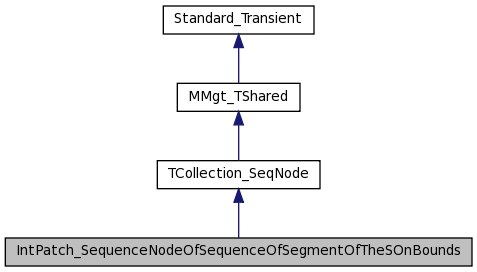 Standard_Transient
MMgt_TShared
TCollection_SeqNode
IntPatch_SequenceNodeOfSequenceOfSegmentOfTheSOnBounds